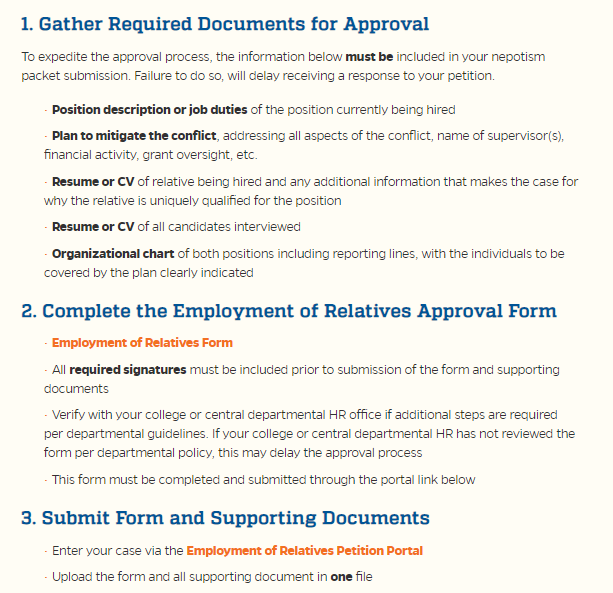 1. Gather Required Documents for Approval
To expedite the approval process, the information below must be included in your nepotism
packet submission. Failure to do so, will delay receiving a response to your petition.
· Position description or job duties of the position currently being hired
· Plan to mitigate the conflict, addressing all aspects of the conflict, name of supervisor(s),
financial activity, grant oversight, etc.
· Resume or CV of relative being hired and any additional information that makes the case for
why the relative is uniquely qualified for the position
· Resume or CV of all candidates interviewed
· Organizational chart of both positions including reporting lines, with the individuals to be
covered by the plan clearly indicated
2. Complete the Employment of Relatives Approval Form
· Employment of Relatives Form
· All required signatures must be included prior to submission of the form and supporting
documents
· Verify with your college or central departmental HR office if additional steps are required
per departmental guidelines. If your college or central departmental HR has not reviewed the
form per departmental policy, this may delay the approval process
· This form must be completed and submitted through the portal link below
3. Submit Form and Supporting Documents
· Enter your case via the Employment of Relatives Petition Portal
· Upload the form and all supporting document in one file